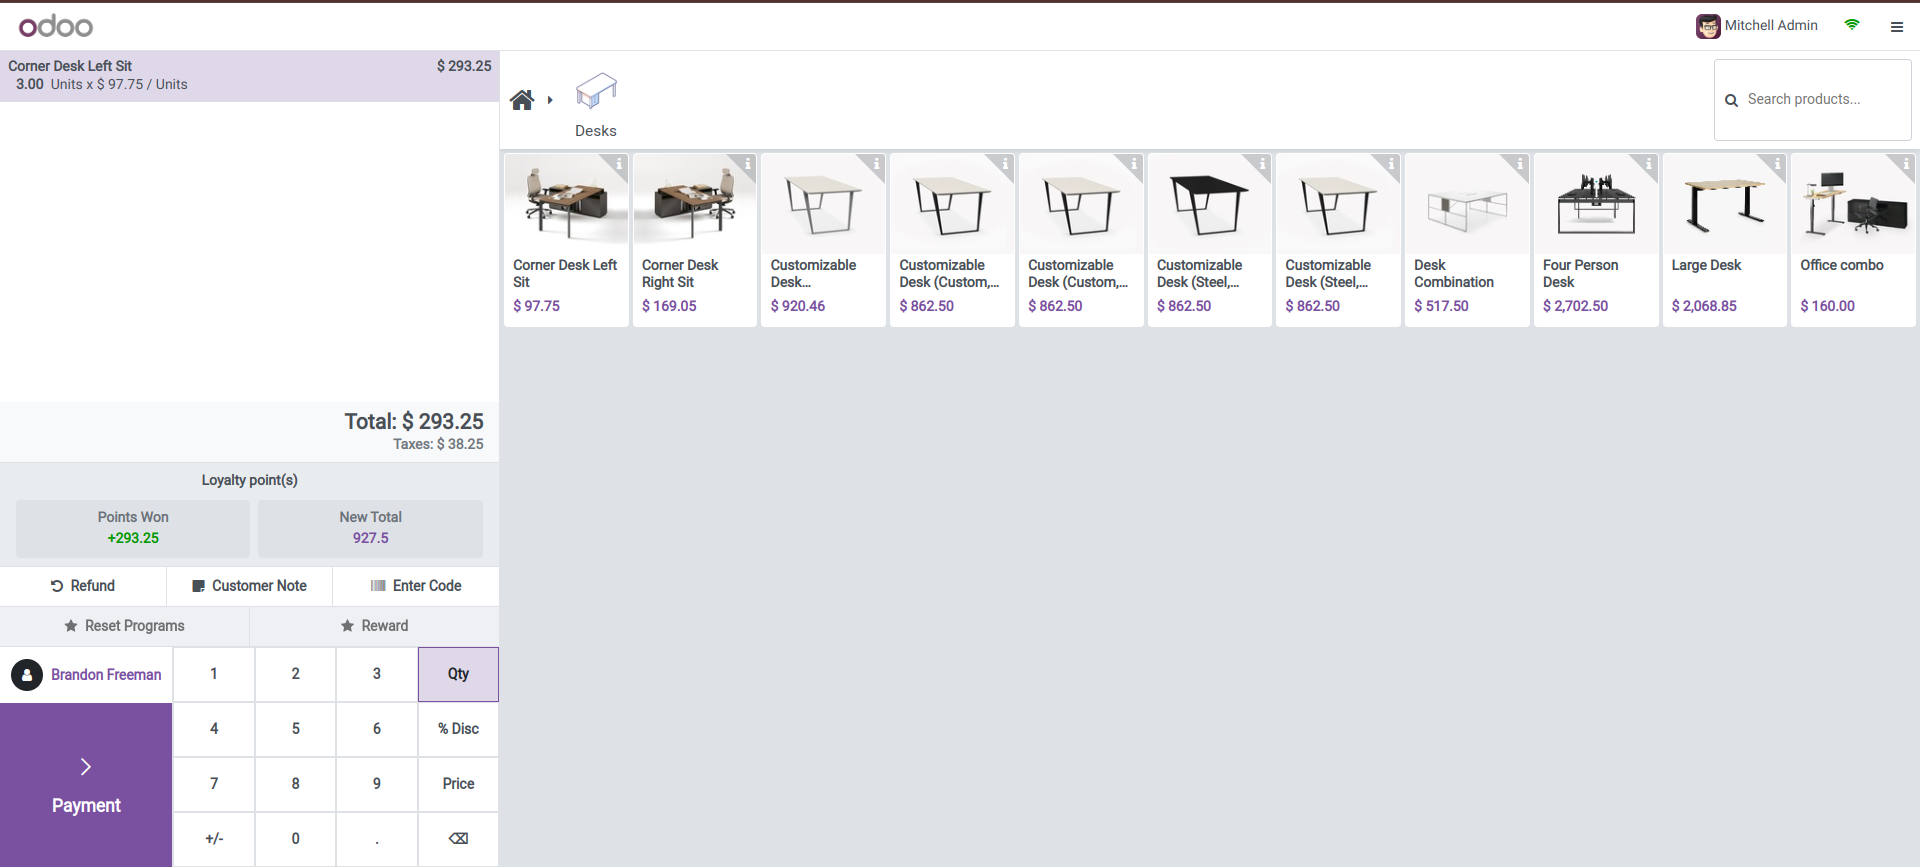 odoo
Mitchell Admin
Corner Desk Left Sit $ 293.25
3.00 Units x $ 97.75 / Units
Desks
Search products...
Corner Desk Left
Sit
$ 97.75
Corner Desk
Right Sit
$ 169.05
Customizable
Desk...
$ 920.46
Customizable
Desk (Custom,...
$ 862.50
Customizable
Desk (Custom,...
$ 862.50
Customizable
Desk (Steel,...
$ 862.50
Customizable
Desk (Steel,...
$ 862.50
Desk
Combination
$ 517.50
Four Person
Desk
$ 2,702.50
Large Desk
$ 2,068.85
Office combo
$ 160.00
Total: $ 293.25
Taxes: $ 38.25
Loyalty point(s)
Points Won
+293.25
New Total
927.5
Refund
Customer Note
Enter Code
Reset Programs
Reward
Brandon Freeman
Payment
1 2 3 Qty
4 5 6 % Disc
7 8 9 Price
+/- 0 . ⌫